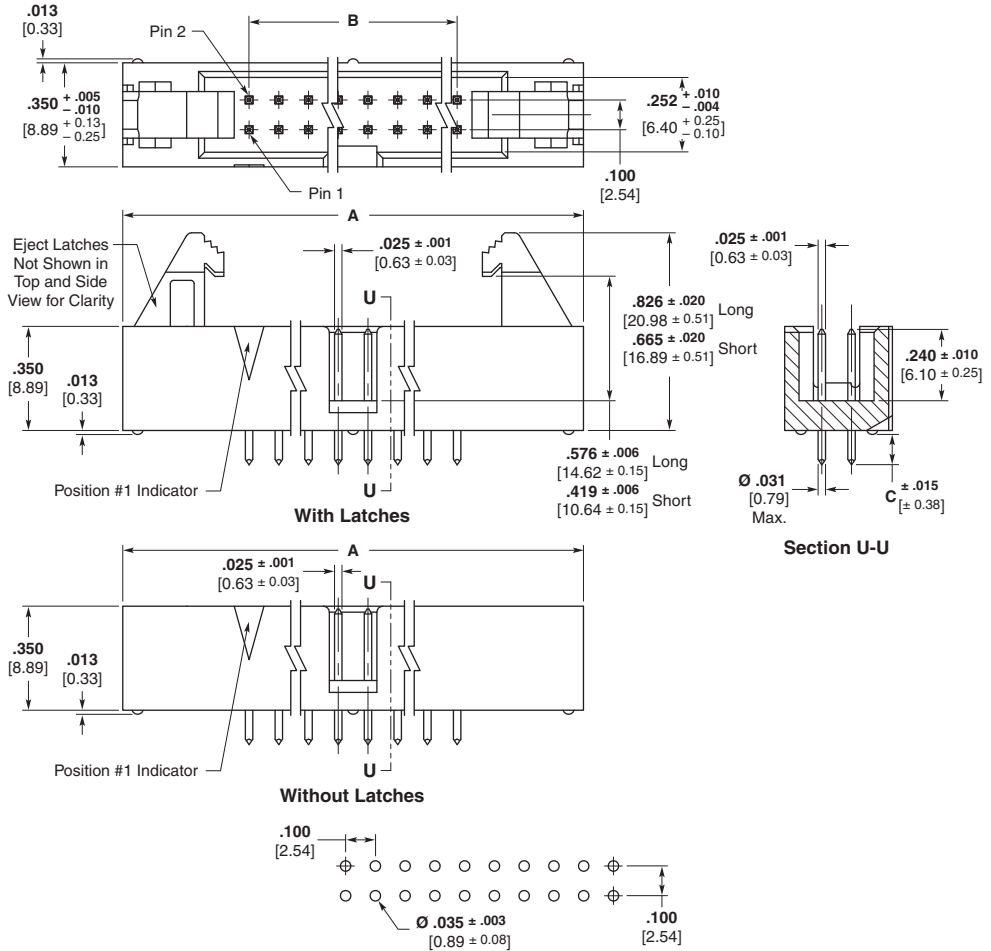 .013
[0.33]
Pin 2
B
.350 + .005 - .010
[8.89 + 0.13 - 0.25]
.252 + .010 - .004
[6.40 + 0.25 - 0.10]
.100
[2.54]
Pin 1
A
Eject Latches
Not Shown in
Top and Side
View for Clarity
.025 ± .001
[0.63 ± 0.03]
U
.826 ± .020
[20.98 ± 0.51] Long
.665 ± .020
[16.89 ± 0.51] Short
.025 ± .001
[0.63 ± 0.03]
.350
[8.89]
.013
[0.33]
.240 ± .010
[6.10 ± 0.25]
.576 ± .006
[14.62 ± 0.15] Long
.419 ± .006
[10.64 ± 0.15] Short
Position #1 Indicator
U
With Latches
Ø .031
[0.79]
Max.
C ± .015
[± 0.38]
Section U-U
A
.025 ± .001
[0.63 ± 0.03]
U
.350
[8.89]
.013
[0.33]
Position #1 Indicator
U
Without Latches
.100
[2.54]
Ø .035 ± .003
[0.89 ± 0.08]
.100
[2.54]